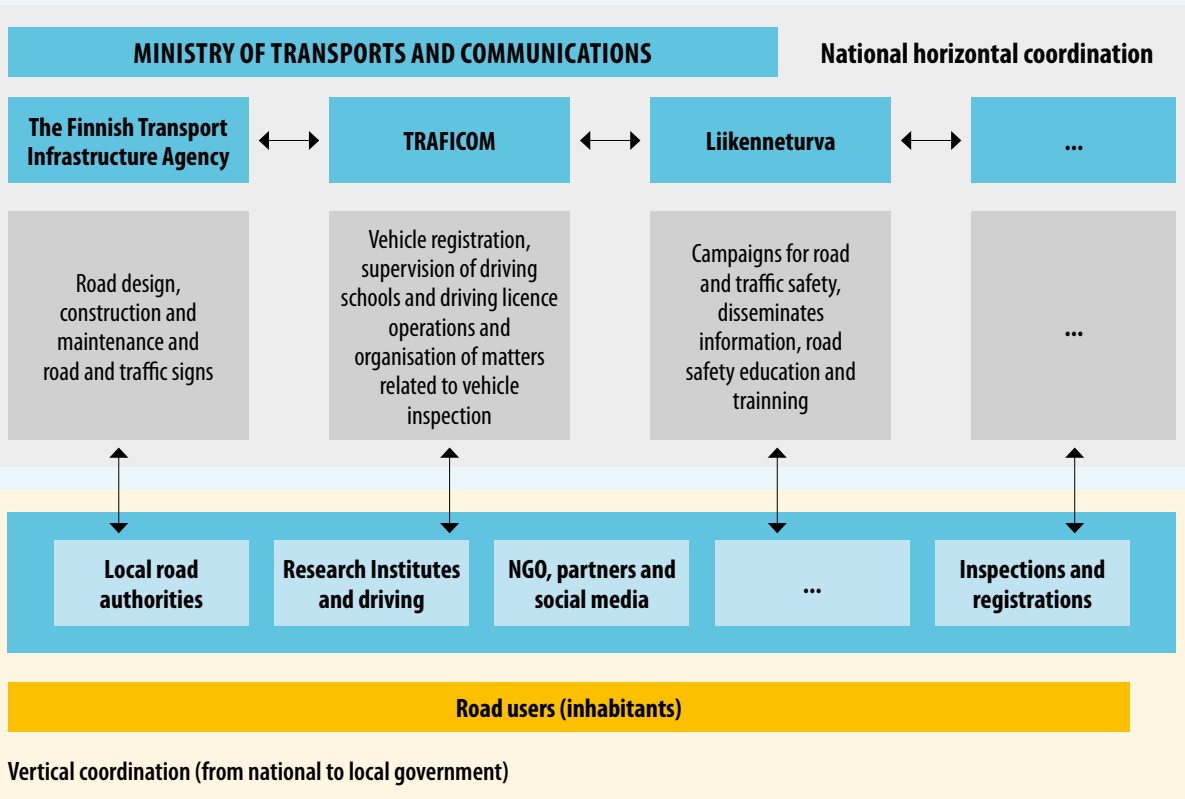 MINISTRY OF TRANSPORTS AND COMMUNICATIONS
National horizontal coordination
The Finnish Transport
Infrastructure Agency
TRAFICOM
Liikenneturva
...
Road design,
construction and
maintenance and
road and traffic signs
Vehicle registration,
supervision of driving
schools and driving licence
operations and
organisation of matters
related to vehicle
inspection
Campaigns for road
and traffic safety,
disseminates
information, road
safety education and
trainning
...
Local road
authorities
Research Institutes
and driving
NGO, partners and
social media
...
Inspections and
registrations
Road users (inhabitants)
Vertical coordination (from national to local government)